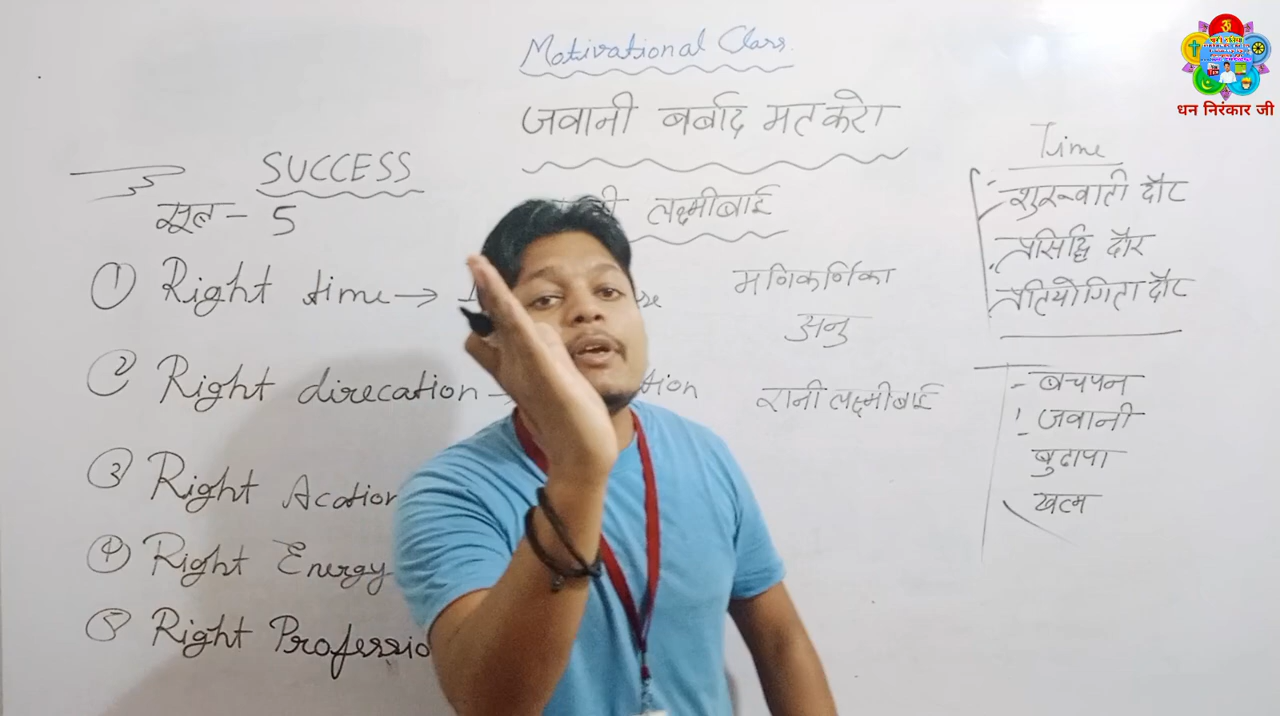 Motivational Class
जवानी बर्बाद मत करो
SUCCESS
सूत्र - 5
① Right time →
② Right direcation →
③ Right Acation
④ Right Energy
⑤ Right Professio
लक्ष्मीबाई
मणिकर्णिका
अनु
रानी लक्ष्मीबाई
Time
शुरूवाती दौर
प्रसिद्धि दौर
प्रतियोगिता दौर
- बचपन
- जवानी
बुढापा
खत्म
धन निरंकार जी